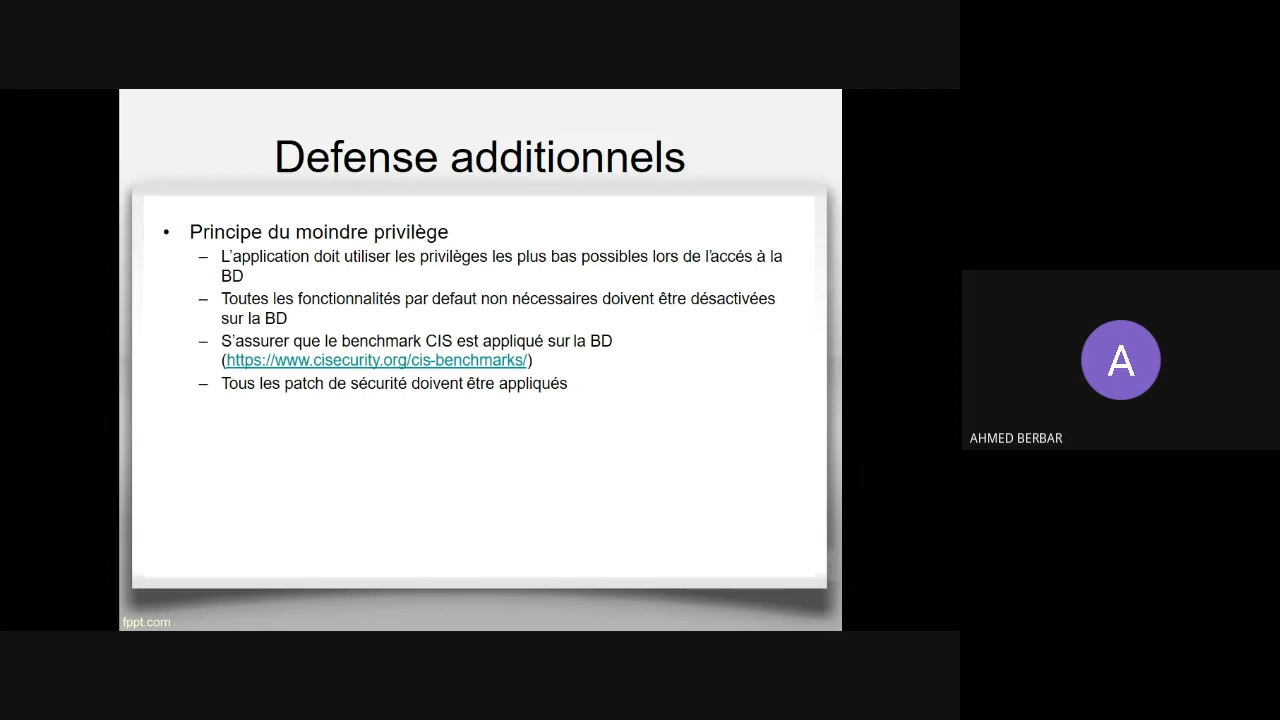 Defense additionnels
• Principe du moindre privilège
– L’application doit utiliser les privilèges les plus bas possibles lors de l’accés à la
BD
– Toutes les fonctionnalités par defaut non nécessaires doivent être désactivées
sur la BD
– S’assurer que le benchmark CIS est appliqué sur la BD
(https://www.cisecurity.org/cis-benchmarks/)
– Tous les patch de sécurité doivent être appliqués
fppt.com
A
AHMED BERBAR